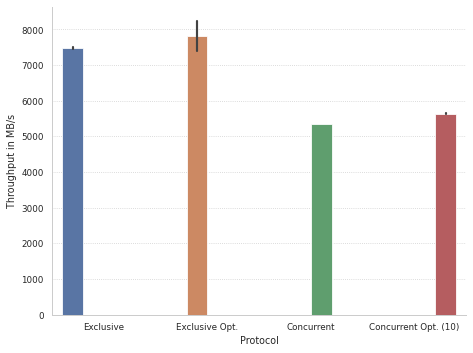 8000
7000
6000
5000
4000
3000
2000
1000
0
Throughput in MB/s
Exclusive
Exclusive Opt.
Concurrent
Concurrent Opt. (10)
Protocol